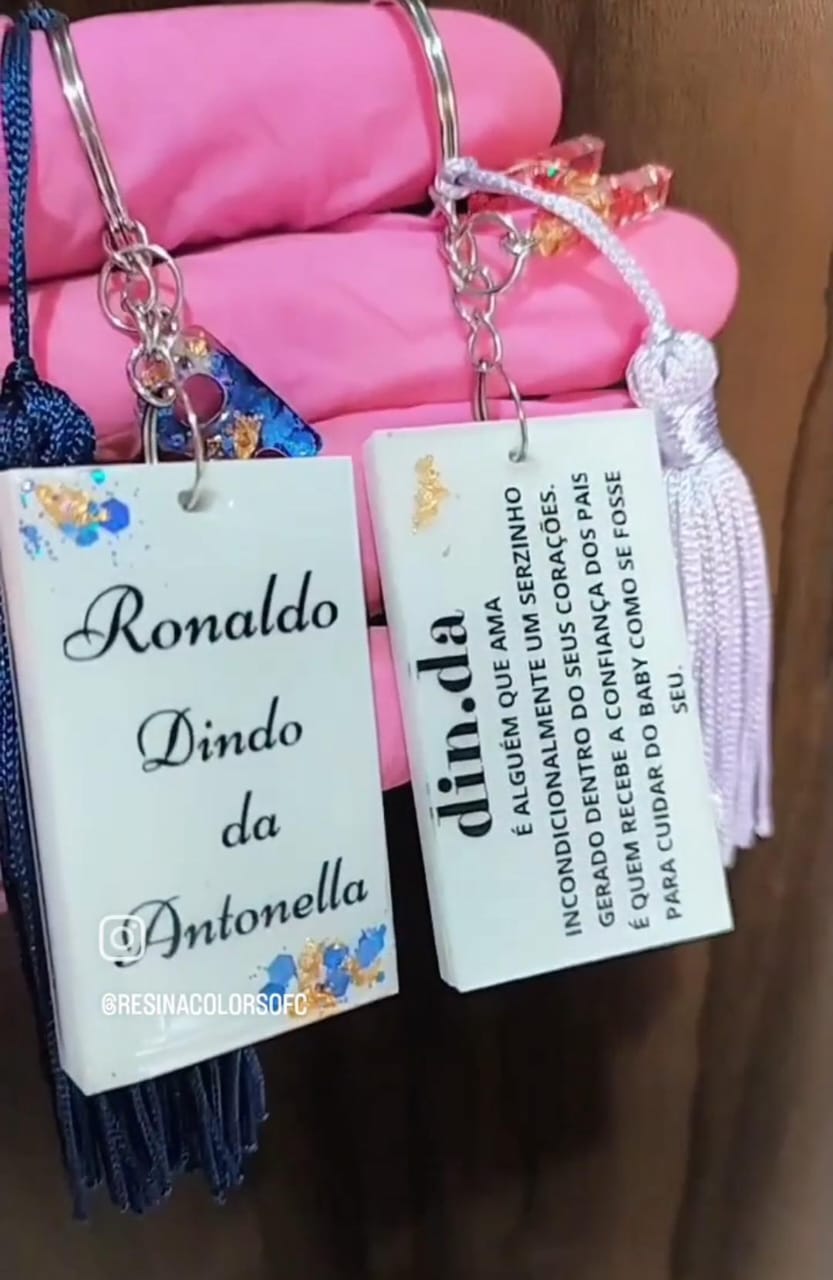 Ronaldo
Dindo
da
Antonella
@RESINACOLORSOFC
din.da
É ALGUÉM QUE AMA
INCONDICIONALMENTE UM SERZINHO
GERADO DENTRO DO SEUS CORAÇÕES.
É QUEM RECEBE A CONFIANÇA DOS PAIS
PARA CUIDAR DO BABY COMO SE FOSSE
SEU.